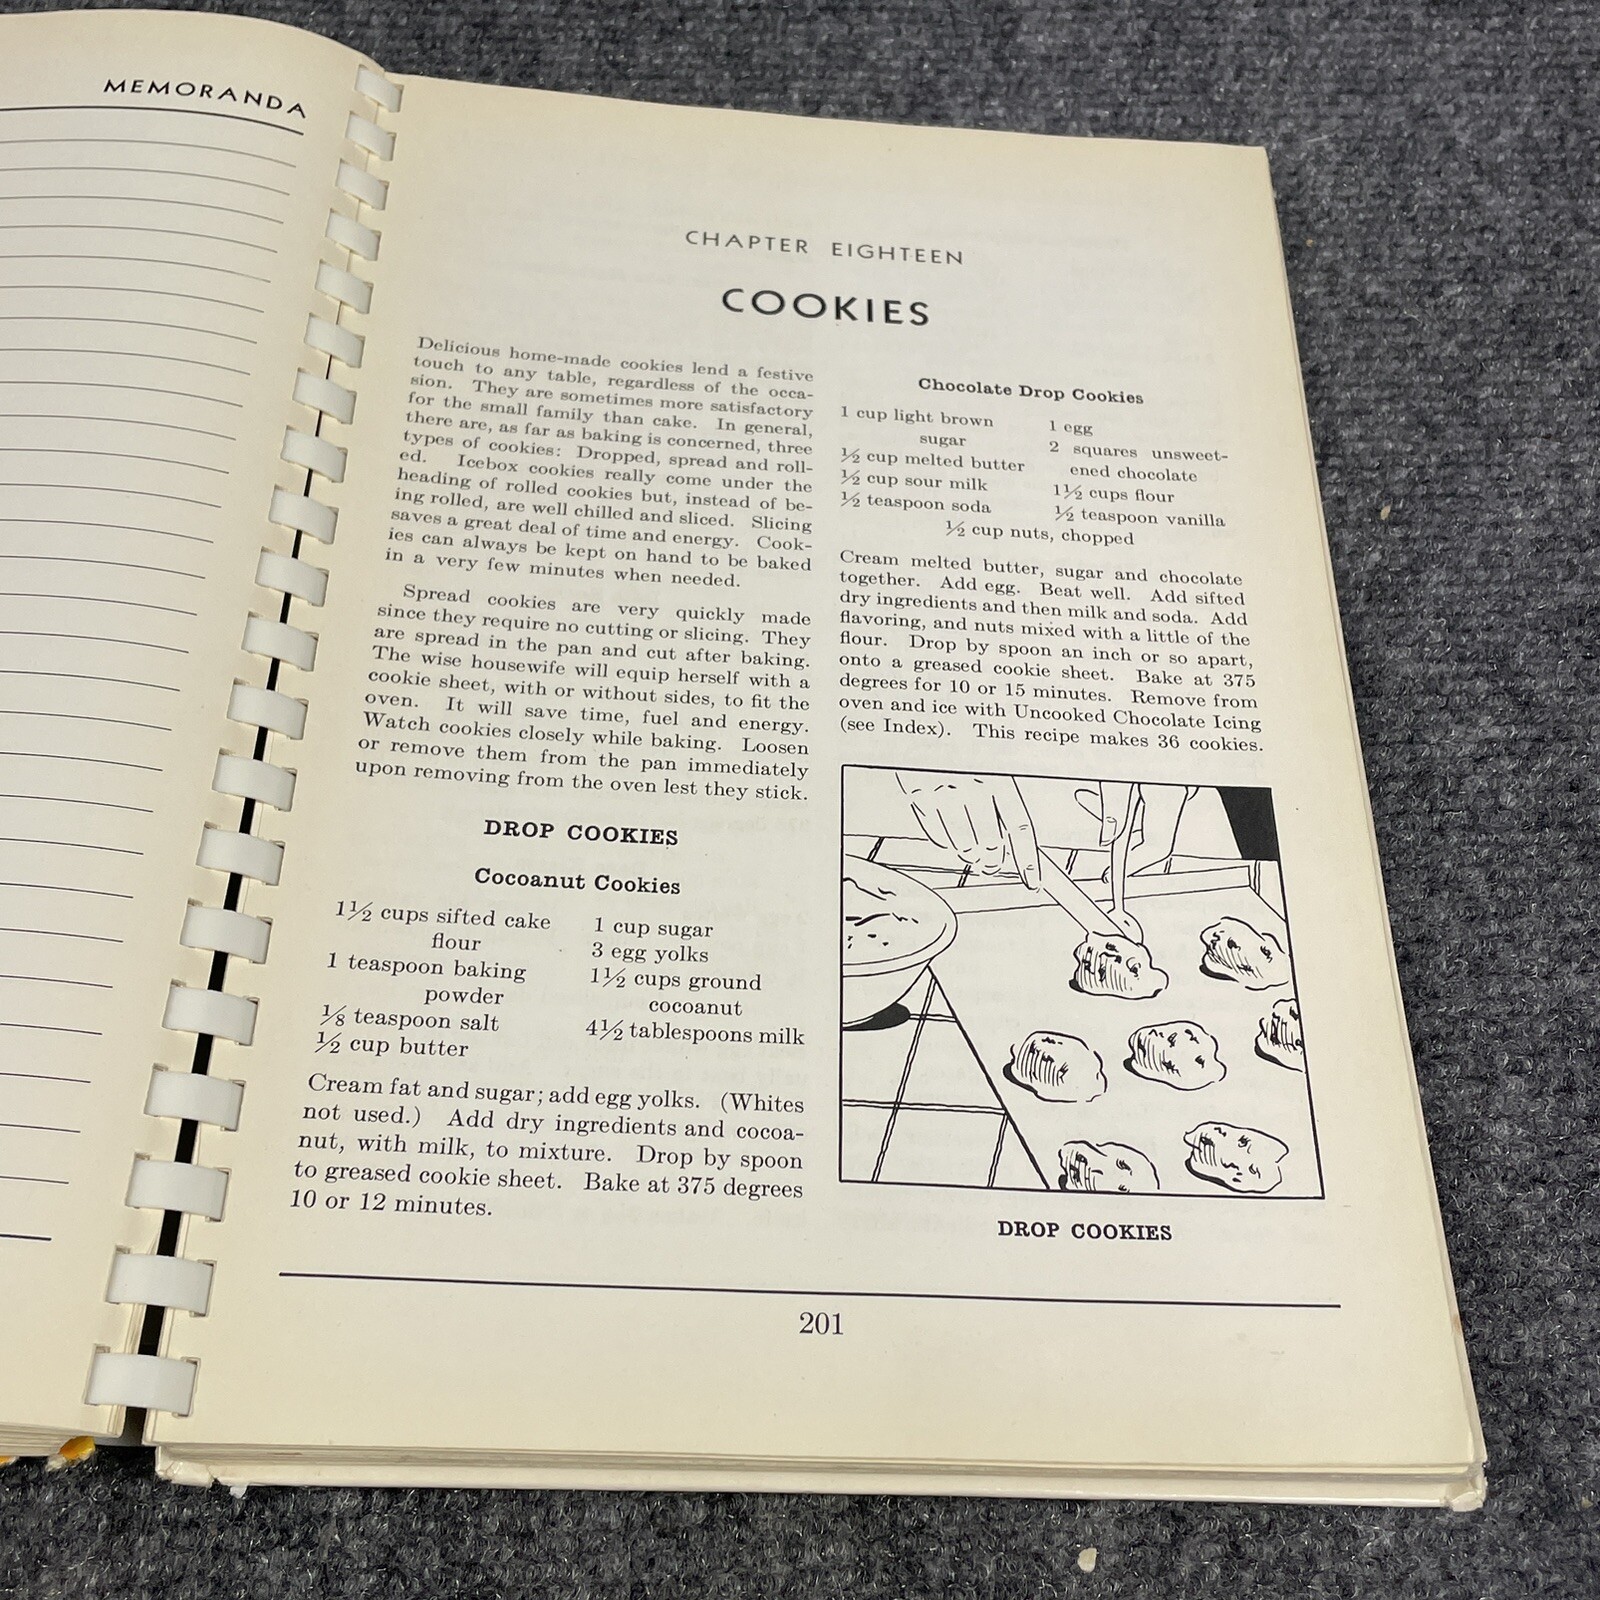 MEMORANDA
CHAPTER EIGHTEEN
COOKIES
Delicious home-made cookies lend a festive
touch to any table, regardless of the occa-
sion. They are sometimes more satisfactory
for the small family than cake. In general,
there are, as far as baking is concerned, three
types of cookies: Dropped, spread and roll-
ed. Icebox cookies really come under the
heading of rolled cookies but, instead of be-
ing rolled, are well chilled and sliced. Slicing
saves a great deal of time and energy. Cook-
ies can always be kept on hand to be baked
in a very few minutes when needed.
Spread cookies are very quickly made
since they require no cutting or slicing. They
are spread in the pan and cut after baking.
The wise housewife will equip herself with a
cookie sheet, with or without sides, to fit the
oven. It will save time, fuel and energy.
Watch cookies closely while baking. Loosen
or remove them from the pan immediately
upon removing from the oven lest they stick.
DROP COOKIES
Cocoanut Cookies
1½ cups sifted cake
flour
1 teaspoon baking
powder
⅛ teaspoon salt
½ cup butter
1 cup sugar
3 egg yolks
1½ cups ground
cocoanut
4½ tablespoons milk
Cream fat and sugar; add egg yolks. (Whites
not used.) Add dry ingredients and cocoa-
nut, with milk, to mixture. Drop by spoon
to greased cookie sheet. Bake at 375 degrees
10 or 12 minutes.
Chocolate Drop Cookies
1 cup light brown
sugar
½ cup melted butter
½ cup sour milk
½ teaspoon soda
1 egg
2 squares unsweet-
ened chocolate
1½ cups flour
½ teaspoon vanilla
½ cup nuts, chopped
Cream melted butter, sugar and chocolate
together. Add egg. Beat well. Add sifted
dry ingredients and then milk and soda. Add
flavoring, and nuts mixed with a little of the
flour. Drop by spoon an inch or so apart,
onto a greased cookie sheet. Bake at 375
degrees for 10 or 15 minutes. Remove from
oven and ice with Uncooked Chocolate Icing
(see Index). This recipe makes 36 cookies.
DROP COOKIES
201